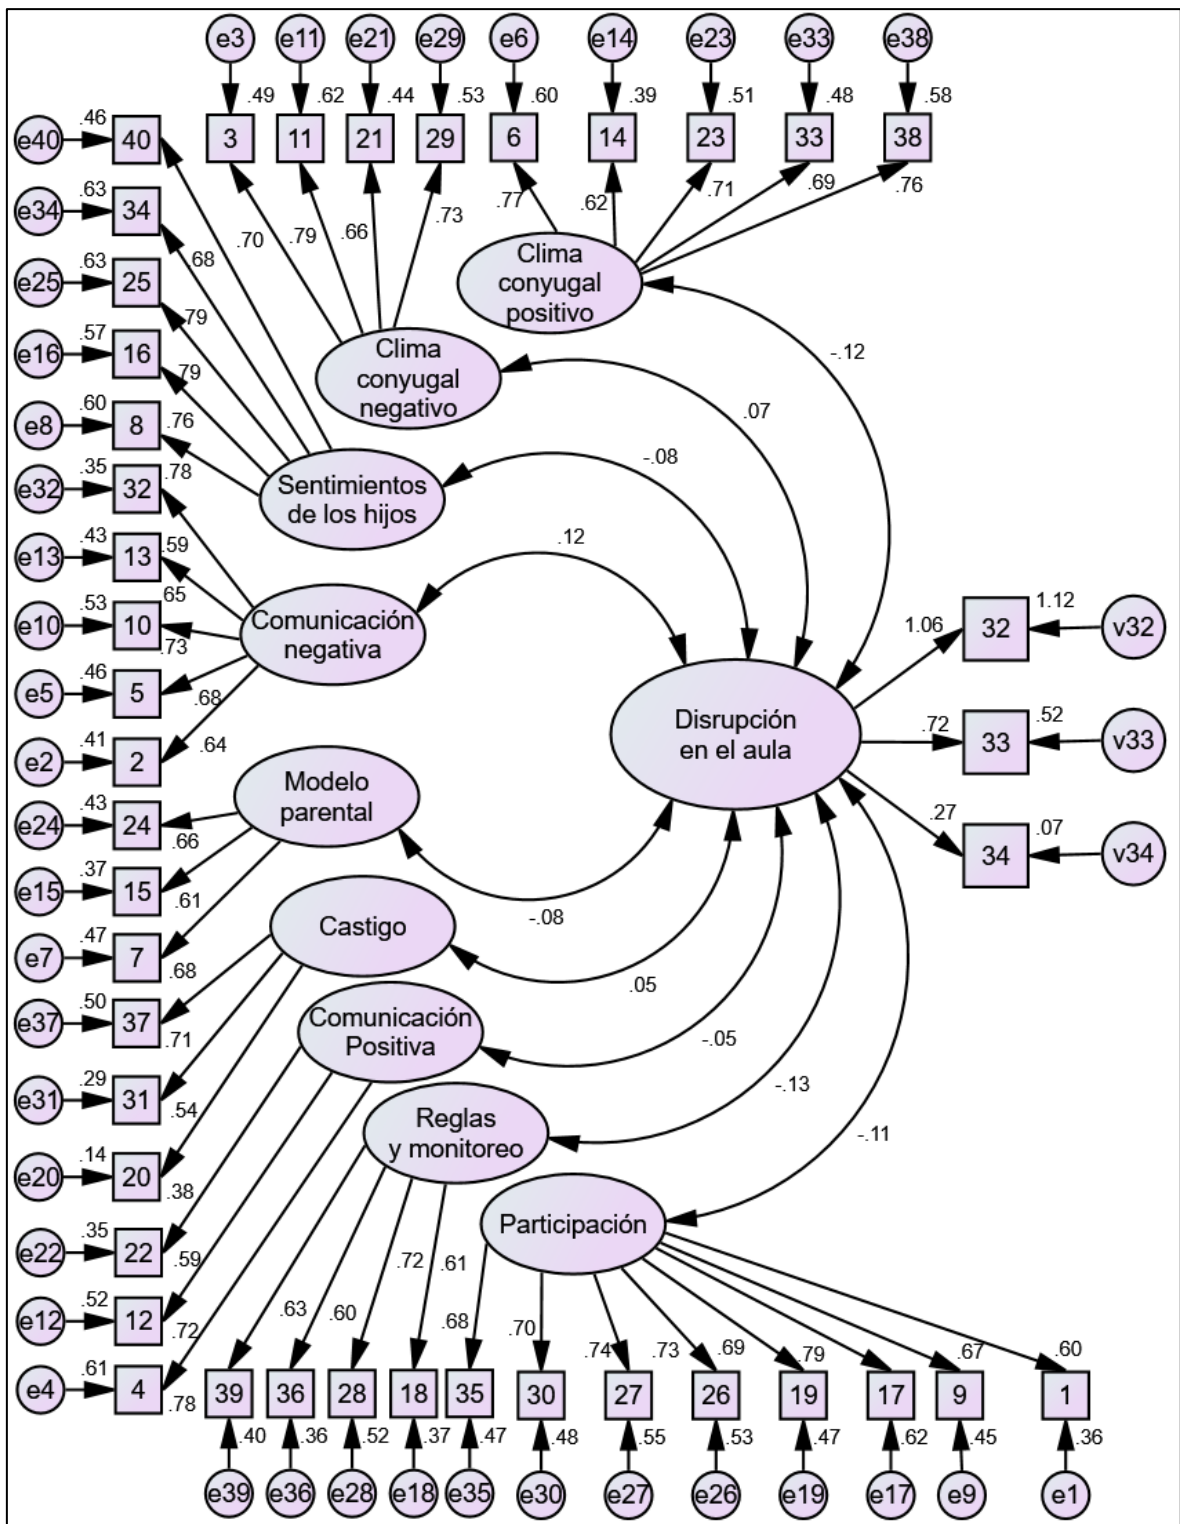 e3 e11 e21 e29 e6 e14 e23 e33 e38
.49 .62 .44 .53 .60 .39 .51 .48 .58
3 11 21 29 6 14 23 33 38
.70 .79 .66 .73 .77 .62 .71 .69 .76
Clima
conyugal
positivo
Clima
conyugal
negativo
Sentimientos
de los hijos
Comunicación
negativa
Modelo
parental
Castigo
Comunicación
Positiva
Reglas
y monitoreo
Participación
Disrupción
en el aula
-.12
.07
-.08
.12
-.08
.05
-.05
-.13
-.11
e40 .46 40
e34 .63 34
.68
e25 .63 25
.79
e16 .57 16
.79
e8 .60 8
.76
e32 .35 32
.78
e13 .43 13
.59
e10 .53 10
.65
.73
e5 .46 5
.68
e2 .41 2
.64
e24 .43 24
.66
e15 .37 15
.61
e7 .47 7
.68
e37 .50 37
.71
e31 .29 31
.54
e20 .14 20
.38
e22 .35 22
.59
e12 .52 12
.72
e4 .61 4
.78
1.06 32 1.12 v32
.72 33 .52 v33
.27 34 .07 v34
.63 .60 .72 .61 .68 .70 .74 .73 .69 .79 .67 .60
39 36 28 18 35 30 27 26 19 17 9 1
.40 .36 .52 .37 .47 .48 .55 .53 .47 .62 .45 .36
e39 e36 e28 e18 e35 e30 e27 e26 e19 e17 e9 e1